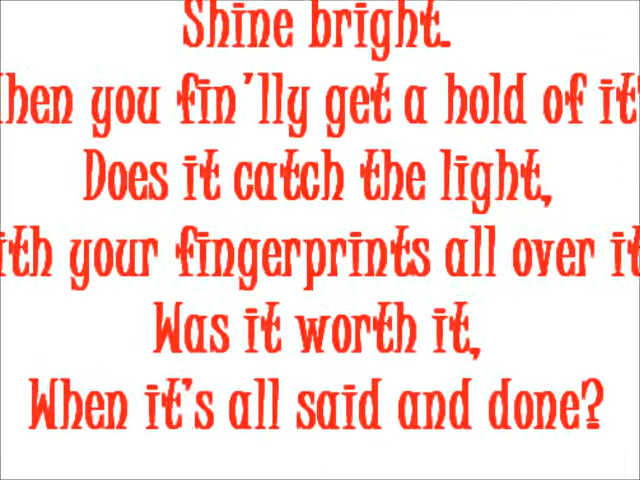 Shine bright.
hen you fin'lly get a hold of it
Does it catch the light,
ith your fingerprints all over it
Was it worth it,
When it's all said and done?